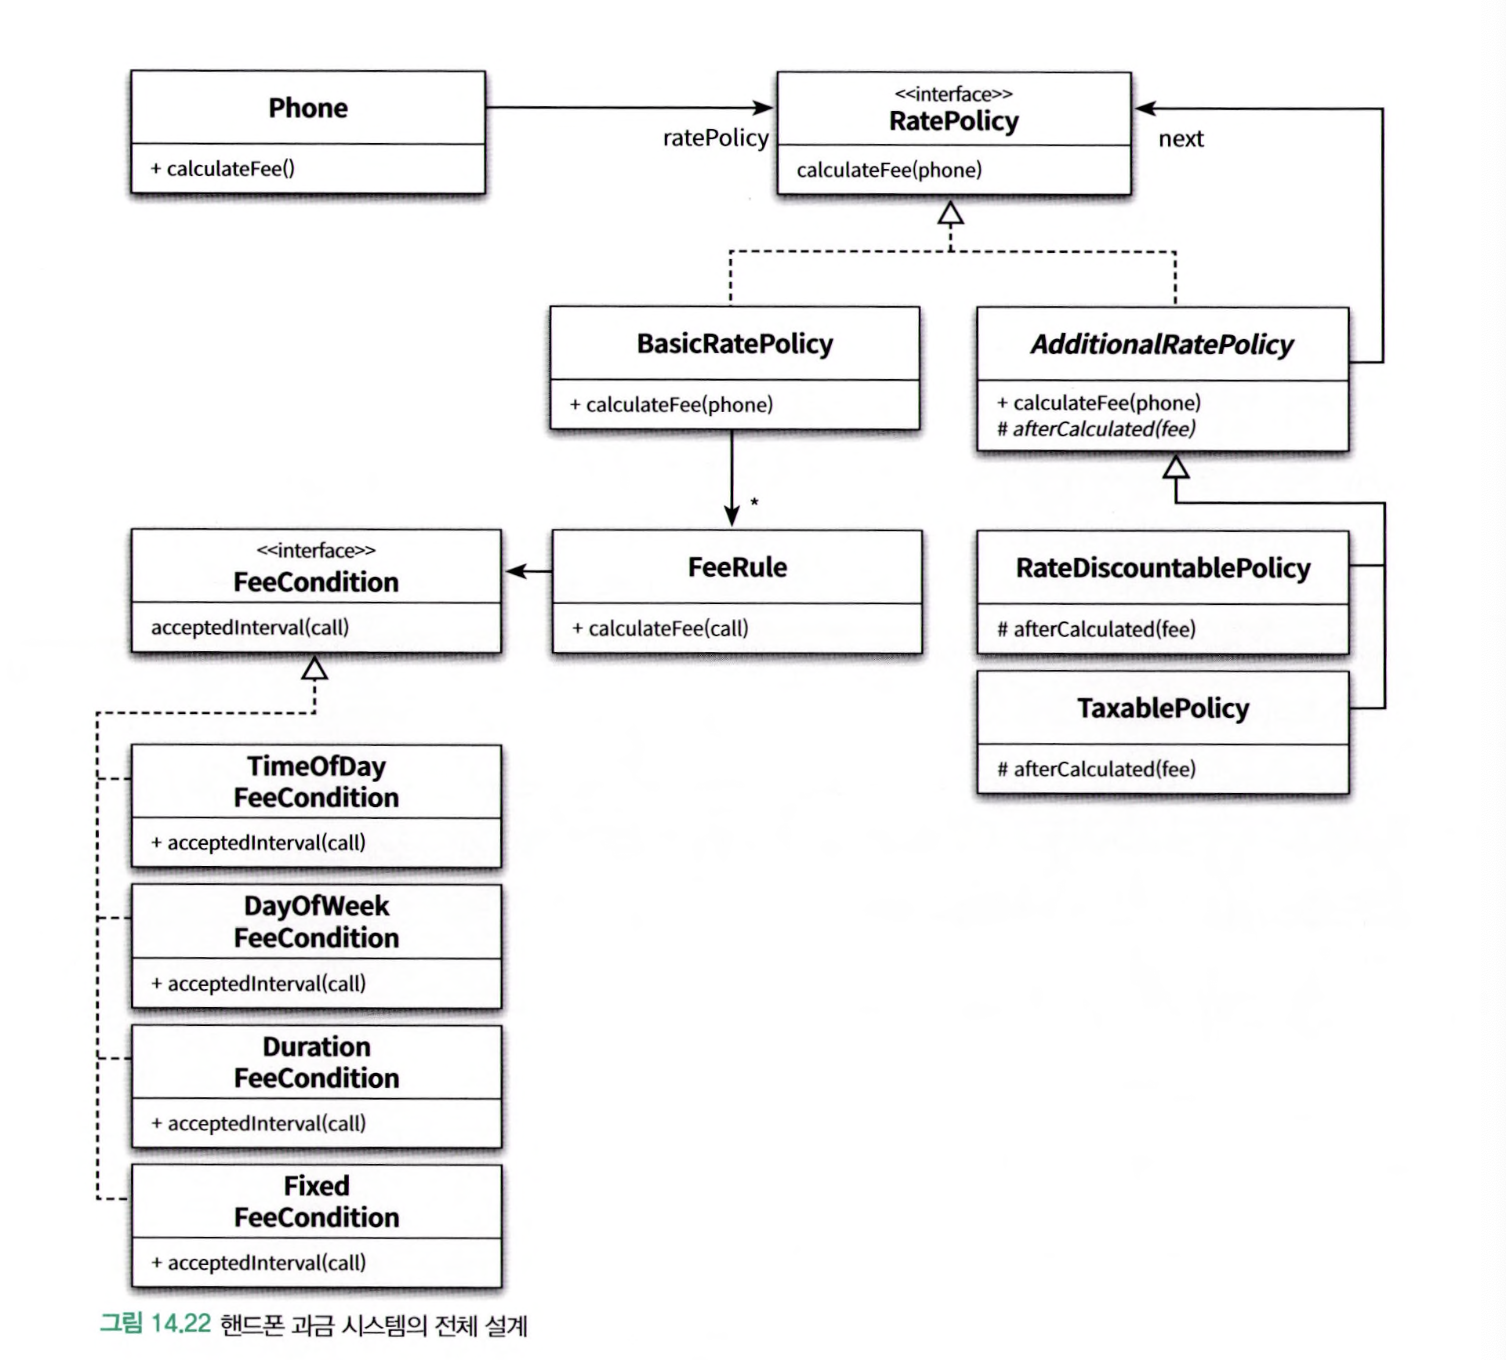 Phone
+ calculateFee()
ratePolicy
<<interface>>
RatePolicy
calculateFee(phone)
next
BasicRatePolicy
+ calculateFee(phone)
AdditionalRatePolicy
+ calculateFee(phone)
# afterCalculated(fee)
*
<<interface>>
FeeCondition
acceptedInterval(call)
FeeRule
+ calculateFee(call)
RateDiscountablePolicy
# afterCalculated(fee)
TaxablePolicy
# afterCalculated(fee)
TimeOfDay
FeeCondition
+ acceptedInterval(call)
DayOfWeek
FeeCondition
+ acceptedInterval(call)
Duration
FeeCondition
+ acceptedInterval(call)
Fixed
FeeCondition
+ acceptedInterval(call)
그림 14.22 핸드폰 과금 시스템의 전체 설계